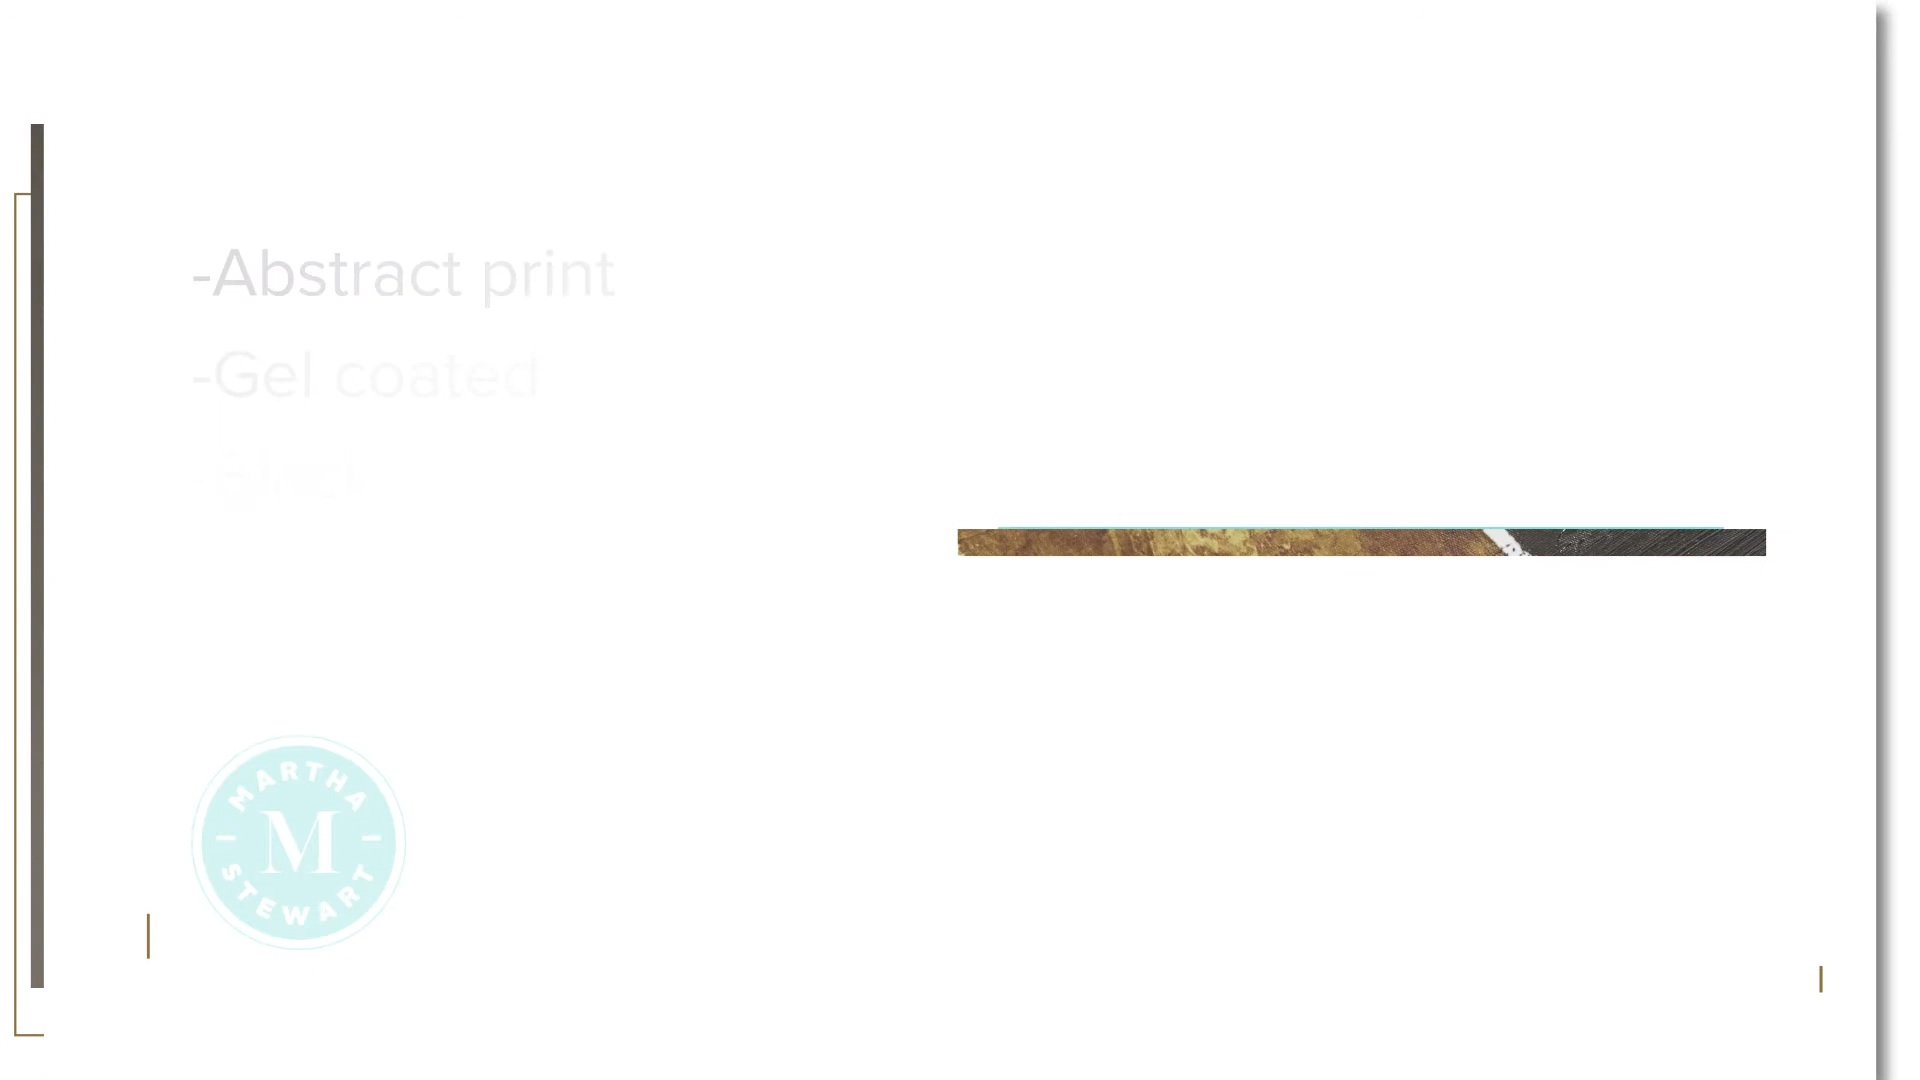 -Abstract print
-Gel coated
MARTHA
M
STEWART